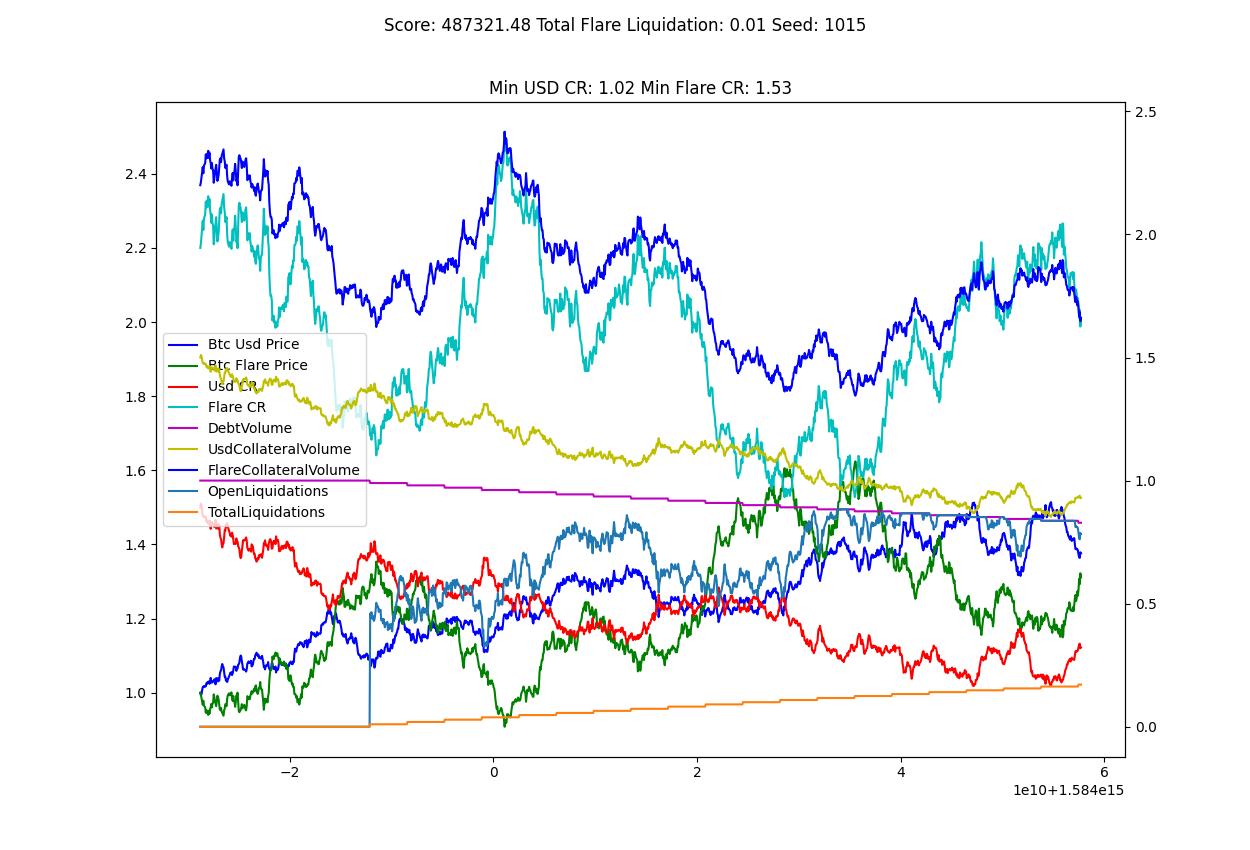 Score: 487321.48 Total Flare Liquidation: 0.01 Seed: 1015
Min USD CR: 1.02 Min Flare CR: 1.53
2.4
2.2
2.0
1.8
1.6
1.4
1.2
1.0
Btc Usd Price
Btc Flare Price
Usd CR
Flare CR
DebtVolume
UsdCollateralVolume
FlareCollateralVolume
OpenLiquidations
TotalLiquidations
2.5
2.0
1.5
1.0
0.5
0.0
−2
0
2
4
6
1e10+1.584e15